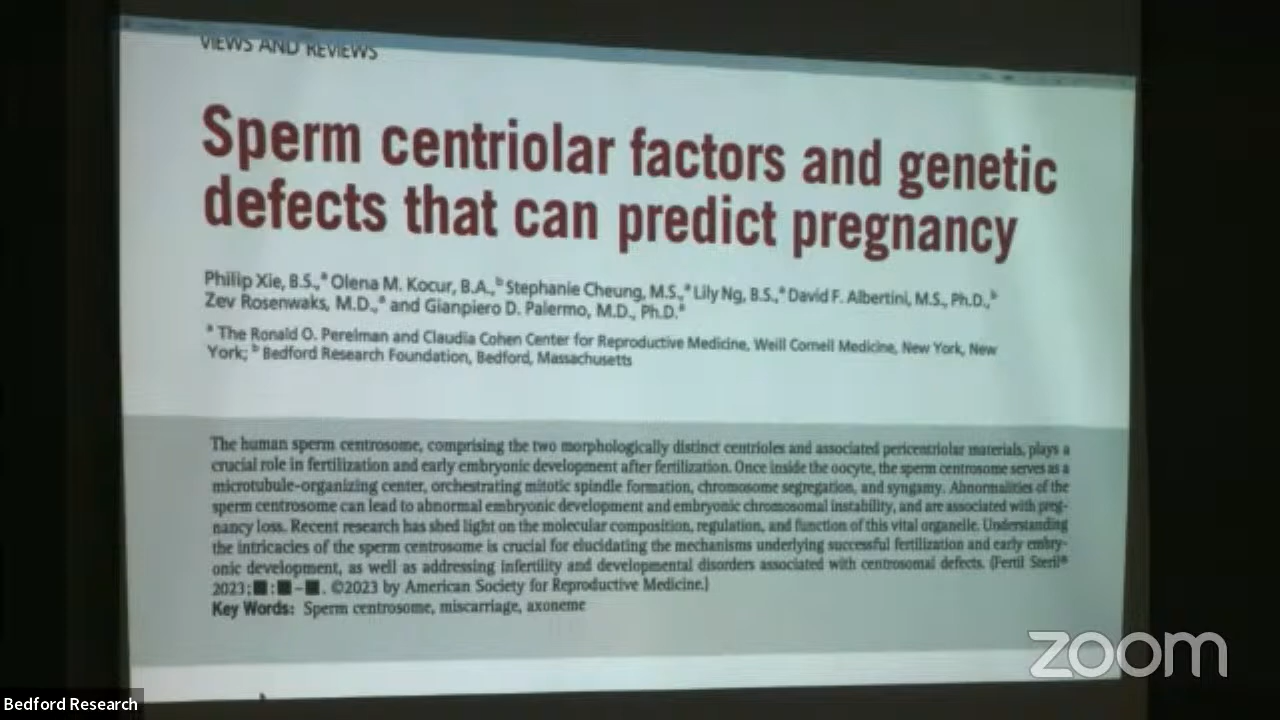 VIEWS AND REVIEWS
Sperm centriolar factors and genetic
defects that can predict pregnancy
Philip Xie, B.S.,a Olena M. Kocur, B.A.,b Stephanie Cheung, M.S.,a Lily Ng, B.S.,a David F. Albertini, M.S., Ph.D.,b
Zev Rosenwaks, M.D.,a and Gianpiero D. Palermo, M.D., Ph.D.a
a The Ronald O. Perelman and Claudia Cohen Center for Reproductive Medicine, Weill Cornell Medicine, New York, New
York; b Bedford Research Foundation, Bedford, Massachusetts
The human sperm centrosome, comprising the two morphologically distinct centrioles and associated pericentriolar materials, plays a
crucial role in fertilization and early embryonic development after fertilization. Once inside the oocyte, the sperm centrosome serves as a
microtubule-organizing center, orchestrating mitotic spindle formation, chromosome segregation, and syngamy. Abnormalities of the
sperm centrosome can lead to abnormal embryonic development and embryonic chromosomal instability, and are associated with preg-
nancy loss. Recent research has shed light on the molecular composition, regulation, and function of this vital organelle. Understanding
the intricacies of the sperm centrosome is crucial for elucidating the mechanisms underlying successful fertilization and early embry-
onic development, as well as addressing infertility and developmental disorders associated with centrosomal defects. (Fertil Steril®
2023;■:■–■. ©2023 by American Society for Reproductive Medicine.)
Key Words: Sperm centrosome, miscarriage, axoneme
zoom
Bedford Research